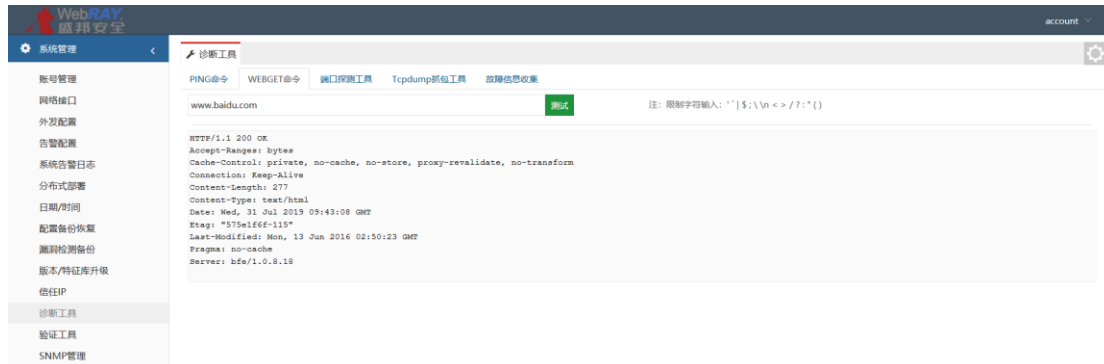 WebRAY.
盛邦安全
account
系统管理
诊断工具
PING命令 WEBGET命令 端口探测工具 Tcpdump抓包工具 故障信息收集
www.baidu.com 测试 注: 限制字符输入: '`|$;\\n < > /?:"()
HTTP/1.1 200 OK
Accept-Ranges: bytes
Cache-Control: private, no-cache, no-store, proxy-revalidate, no-transform
Connection: Keep-Alive
Content-Length: 277
Content-Type: text/html
Date: Wed, 31 Jul 2019 09:43:08 GMT
Etag: "575e1f6f-115"
Last-Modified: Mon, 13 Jun 2016 02:50:23 GMT
Pragma: no-cache
Server: bfe/1.0.8.18
账号管理
网络接口
外发配置
告警配置
系统告警日志
分布式部署
日期/时间
配置备份恢复
漏洞检测备份
版本/特征库升级
信任IP
诊断工具
验证工具
SNMP管理